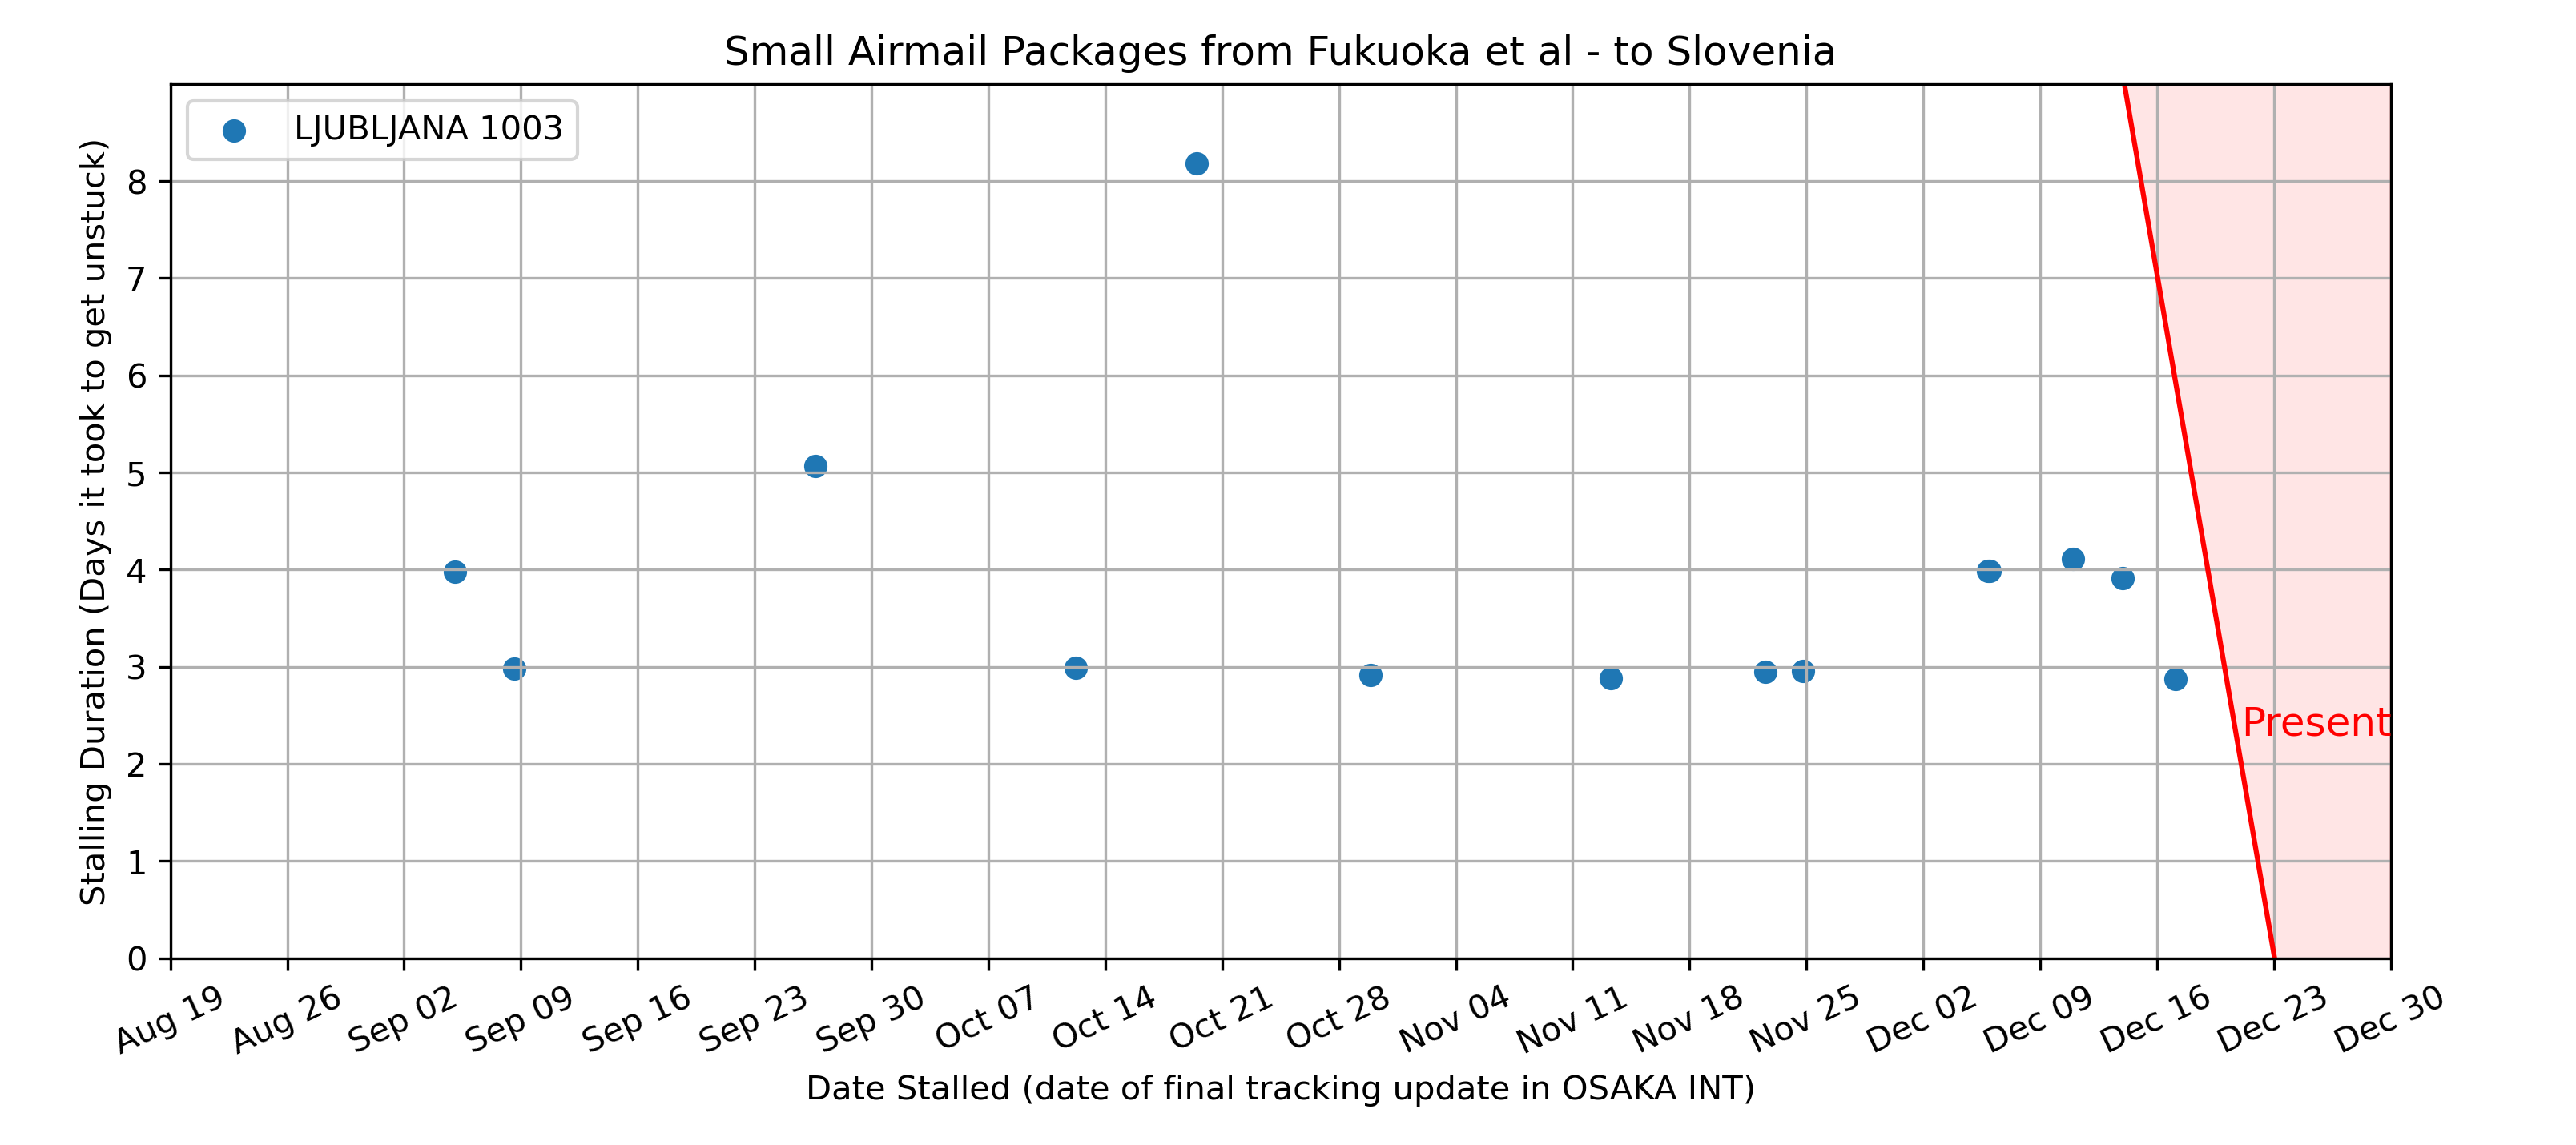 Small Airmail Packages from Fukuoka et al - to Slovenia
LJUBLJANA 1003
Stalling Duration (Days it took to get unstuck)
8
7
6
5
4
3
2
1
0
Present
Aug 19
Aug 26
Sep 02
Sep 09
Sep 16
Sep 23
Sep 30
Oct 07
Oct 14
Oct 21
Oct 28
Nov 04
Nov 11
Nov 18
Nov 25
Dec 02
Dec 09
Dec 16
Dec 23
Dec 30
Date Stalled (date of final tracking update in OSAKA INT)